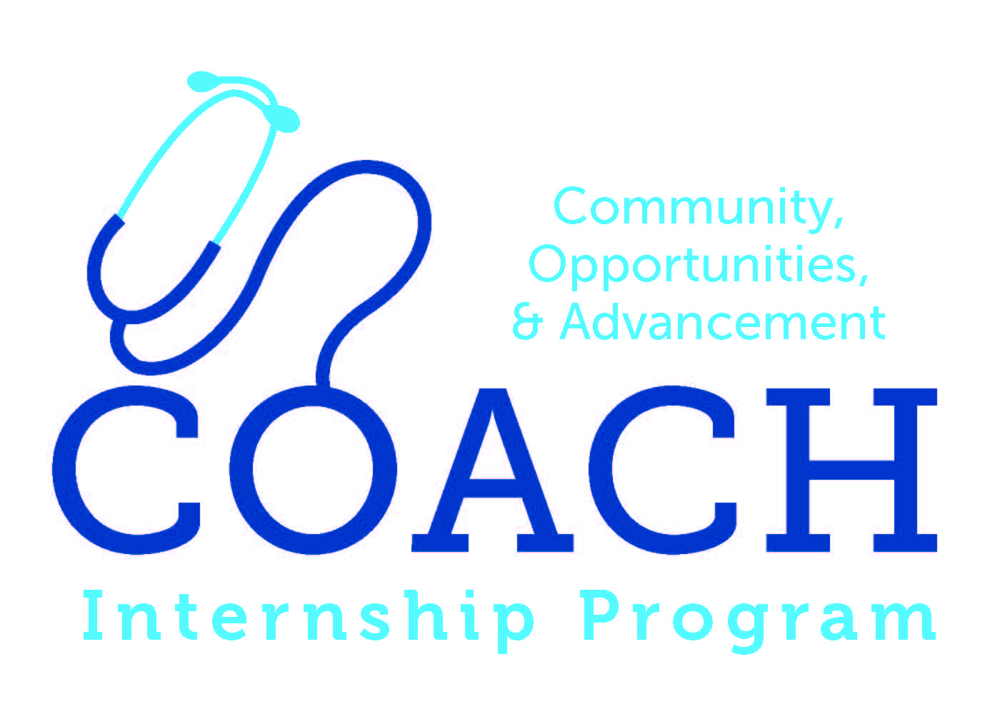 Community,
Opportunities,
& Advancement
COACH
Internship Program